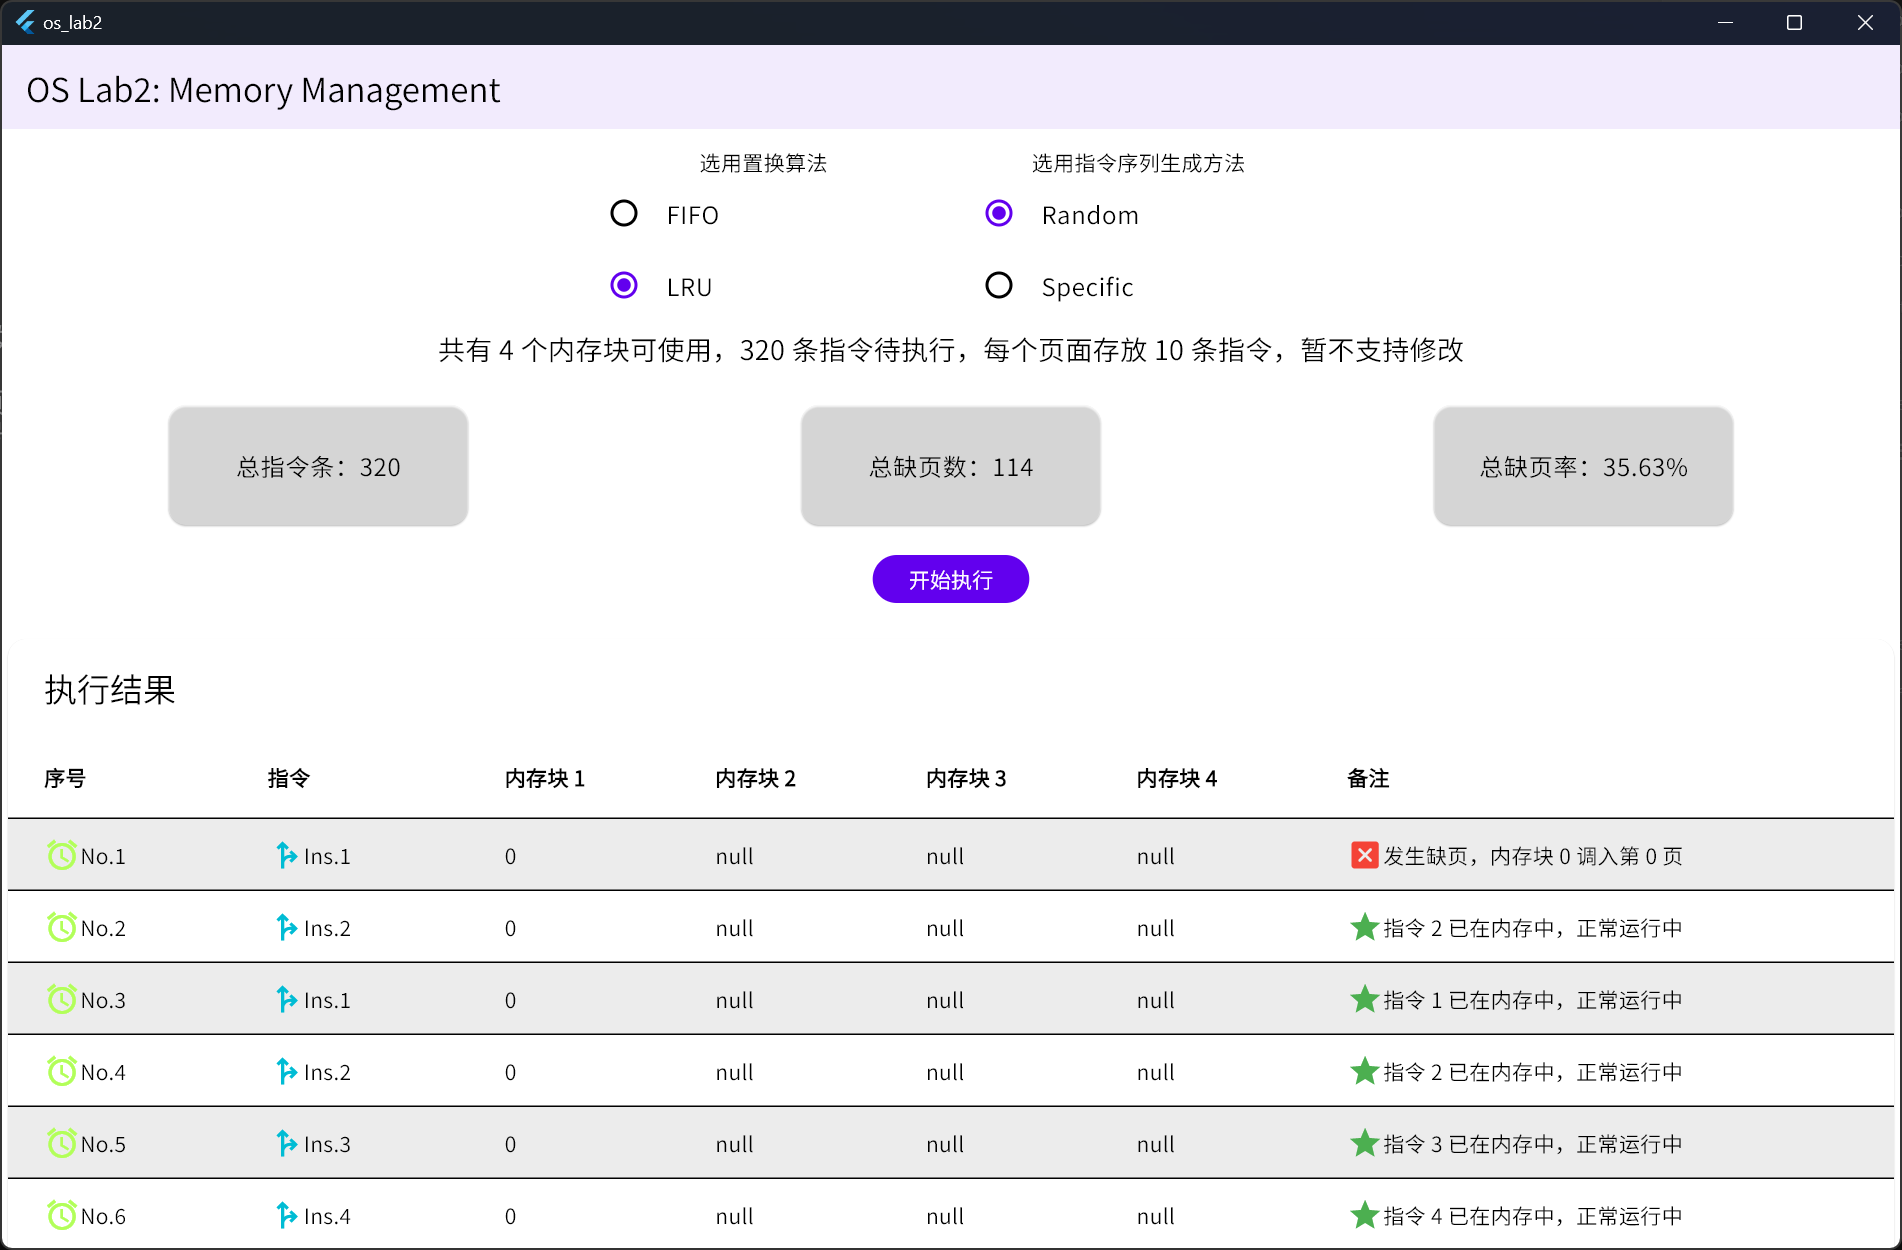 os_lab2
OS Lab2: Memory Management
选用置换算法 选用指令序列生成方法
FIFO Random
LRU Specific
共有 4 个内存块可使用，320 条指令待执行，每个页面存放 10 条指令，暂不支持修改
总指令条：320 总缺页数：114 总缺页率：35.63%
开始执行
执行结果
序号 指令 内存块 1 内存块 2 内存块 3 内存块 4 备注
No.1 Ins.1 0 null null null 发生缺页，内存块 0 调入第 0 页
No.2 Ins.2 0 null null null 指令 2 已在内存中，正常运行中
No.3 Ins.1 0 null null null 指令 1 已在内存中，正常运行中
No.4 Ins.2 0 null null null 指令 2 已在内存中，正常运行中
No.5 Ins.3 0 null null null 指令 3 已在内存中，正常运行中
No.6 Ins.4 0 null null null 指令 4 已在内存中，正常运行中